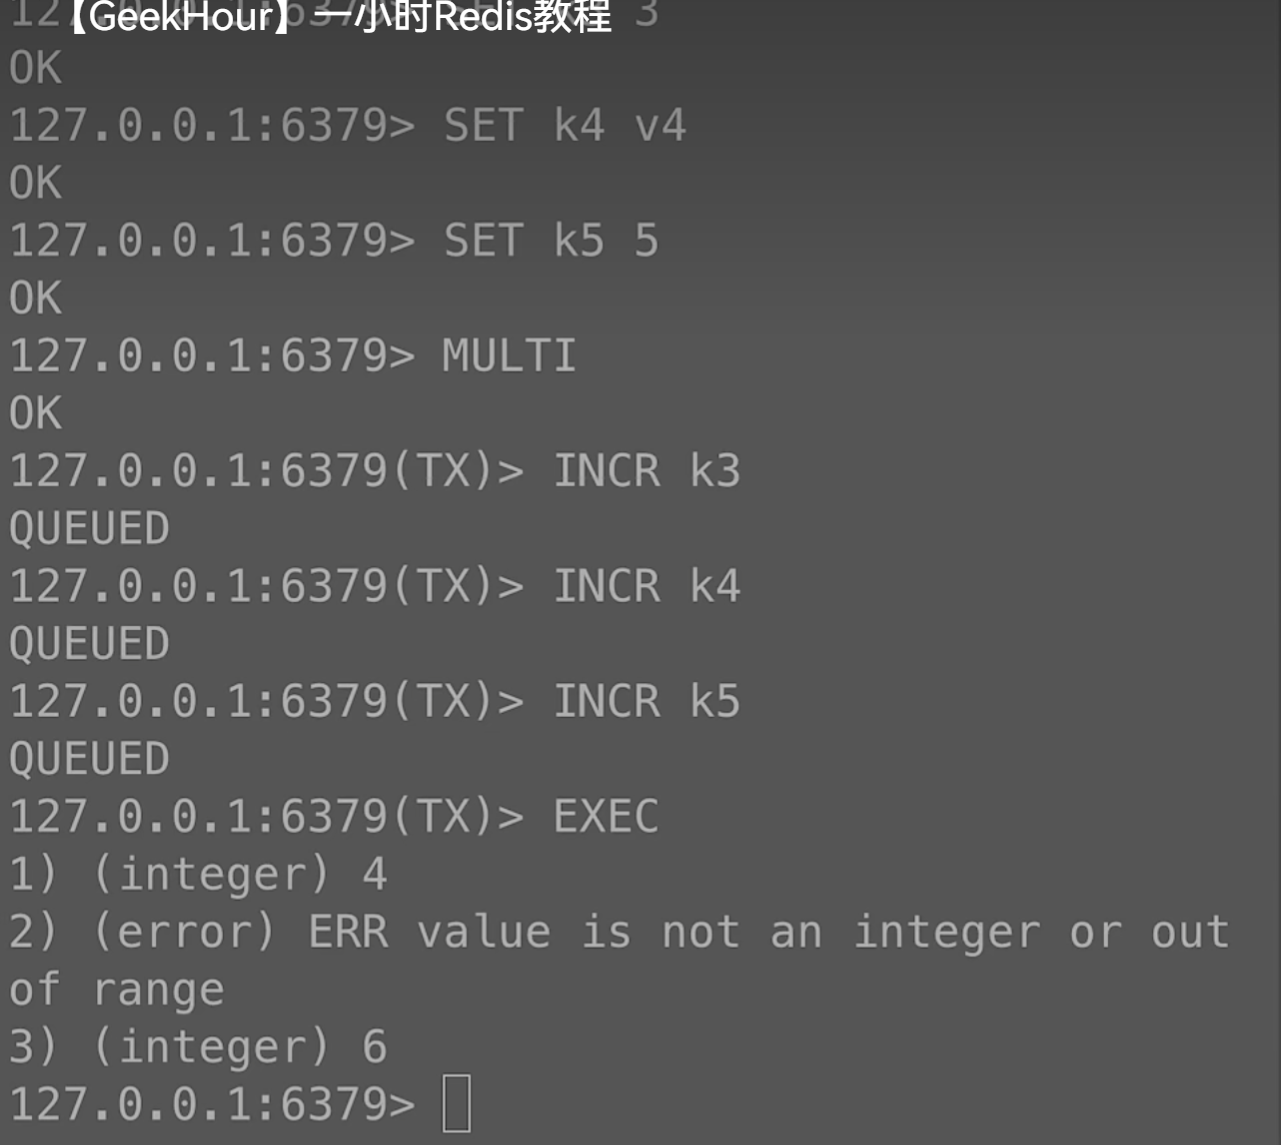 【GeekHour】一小时Redis教程
3
OK
127.0.0.1:6379> SET k4 v4
OK
127.0.0.1:6379> SET k5 5
OK
127.0.0.1:6379> MULTI
OK
127.0.0.1:6379(TX)> INCR k3
QUEUED
127.0.0.1:6379(TX)> INCR k4
QUEUED
127.0.0.1:6379(TX)> INCR k5
QUEUED
127.0.0.1:6379(TX)> EXEC
1) (integer) 4
2) (error) ERR value is not an integer or out
of range
3) (integer) 6
127.0.0.1:6379>